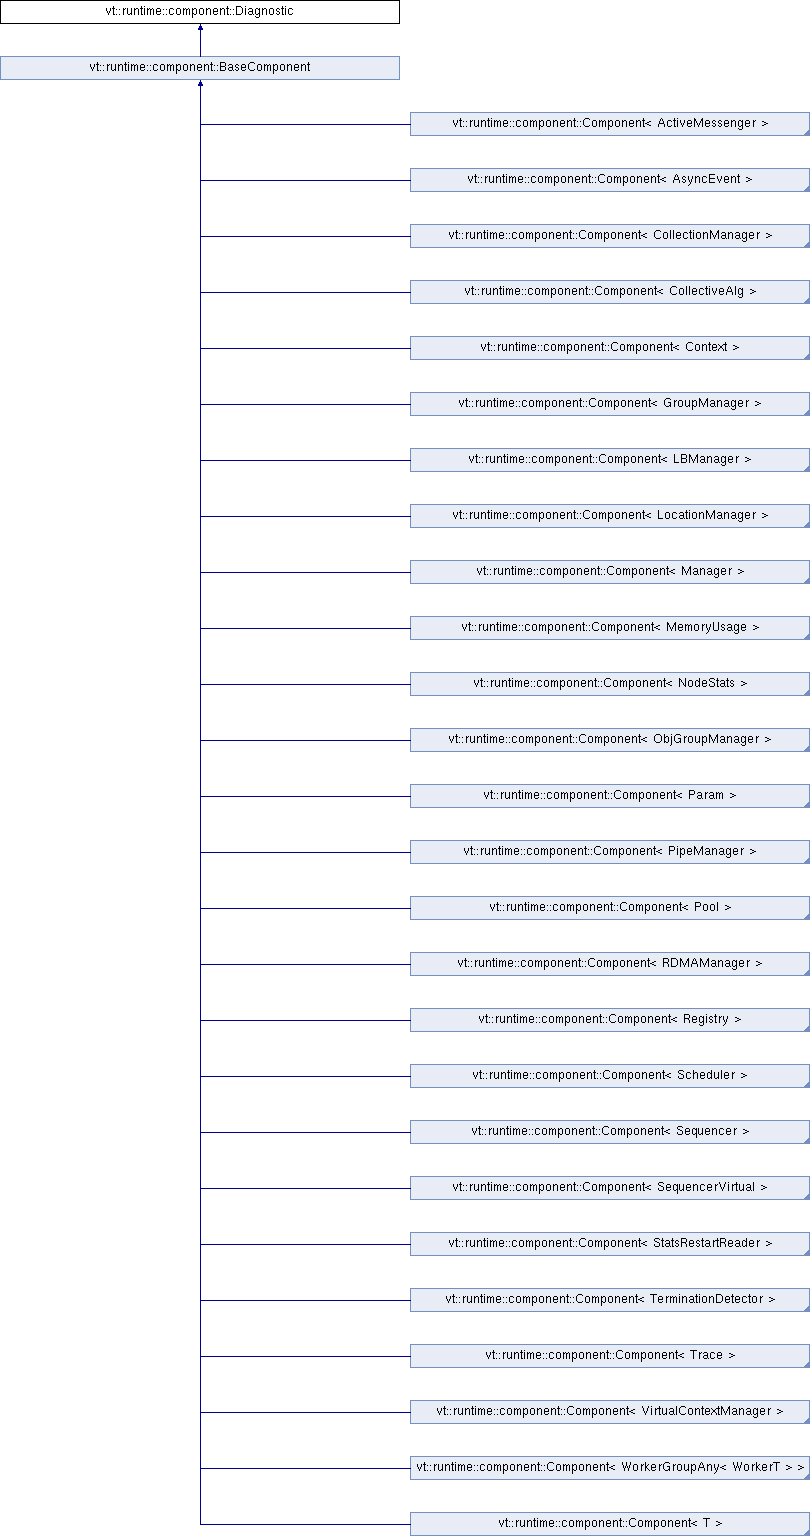 vt::runtime::component::Diagnostic
vt::runtime::component::BaseComponent
vt::runtime::component::Component< ActiveMessenger >
vt::runtime::component::Component< AsyncEvent >
vt::runtime::component::Component< CollectionManager >
vt::runtime::component::Component< CollectiveAlg >
vt::runtime::component::Component< Context >
vt::runtime::component::Component< GroupManager >
vt::runtime::component::Component< LBManager >
vt::runtime::component::Component< LocationManager >
vt::runtime::component::Component< Manager >
vt::runtime::component::Component< MemoryUsage >
vt::runtime::component::Component< NodeStats >
vt::runtime::component::Component< ObjGroupManager >
vt::runtime::component::Component< Param >
vt::runtime::component::Component< PipeManager >
vt::runtime::component::Component< Pool >
vt::runtime::component::Component< RDMAManager >
vt::runtime::component::Component< Registry >
vt::runtime::component::Component< Scheduler >
vt::runtime::component::Component< Sequencer >
vt::runtime::component::Component< SequencerVirtual >
vt::runtime::component::Component< StatsRestartReader >
vt::runtime::component::Component< TerminationDetector >
vt::runtime::component::Component< Trace >
vt::runtime::component::Component< VirtualContextManager >
vt::runtime::component::Component< WorkerGroupAny< WorkerT > >
vt::runtime::component::Component< T >